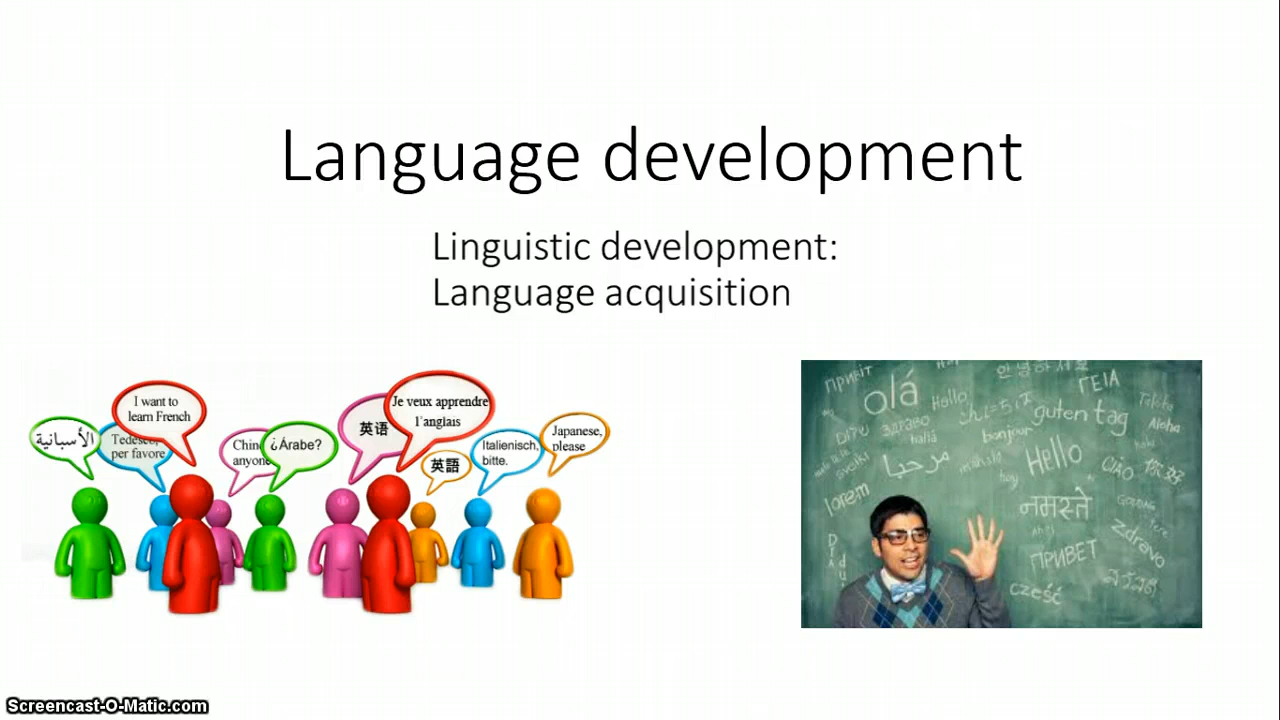 Language development
Linguistic development:
Language acquisition
I want to
learn French
الأسبانية
Tedesco,
per favore
Chin
anyone
¿Árabe?
英语
Je veux apprendre
l'anglais
英語
Italienisch,
bitte.
Japanese,
please
Привіт
olá
Hello
ΓΕΙΑ
guten tag
Aloha
bonjour
مرحبا
Hello
CIAO
你好
lorem
नमस्ते
zdravo
ПРИВЕТ
cześć
Screencast-O-Matic.com